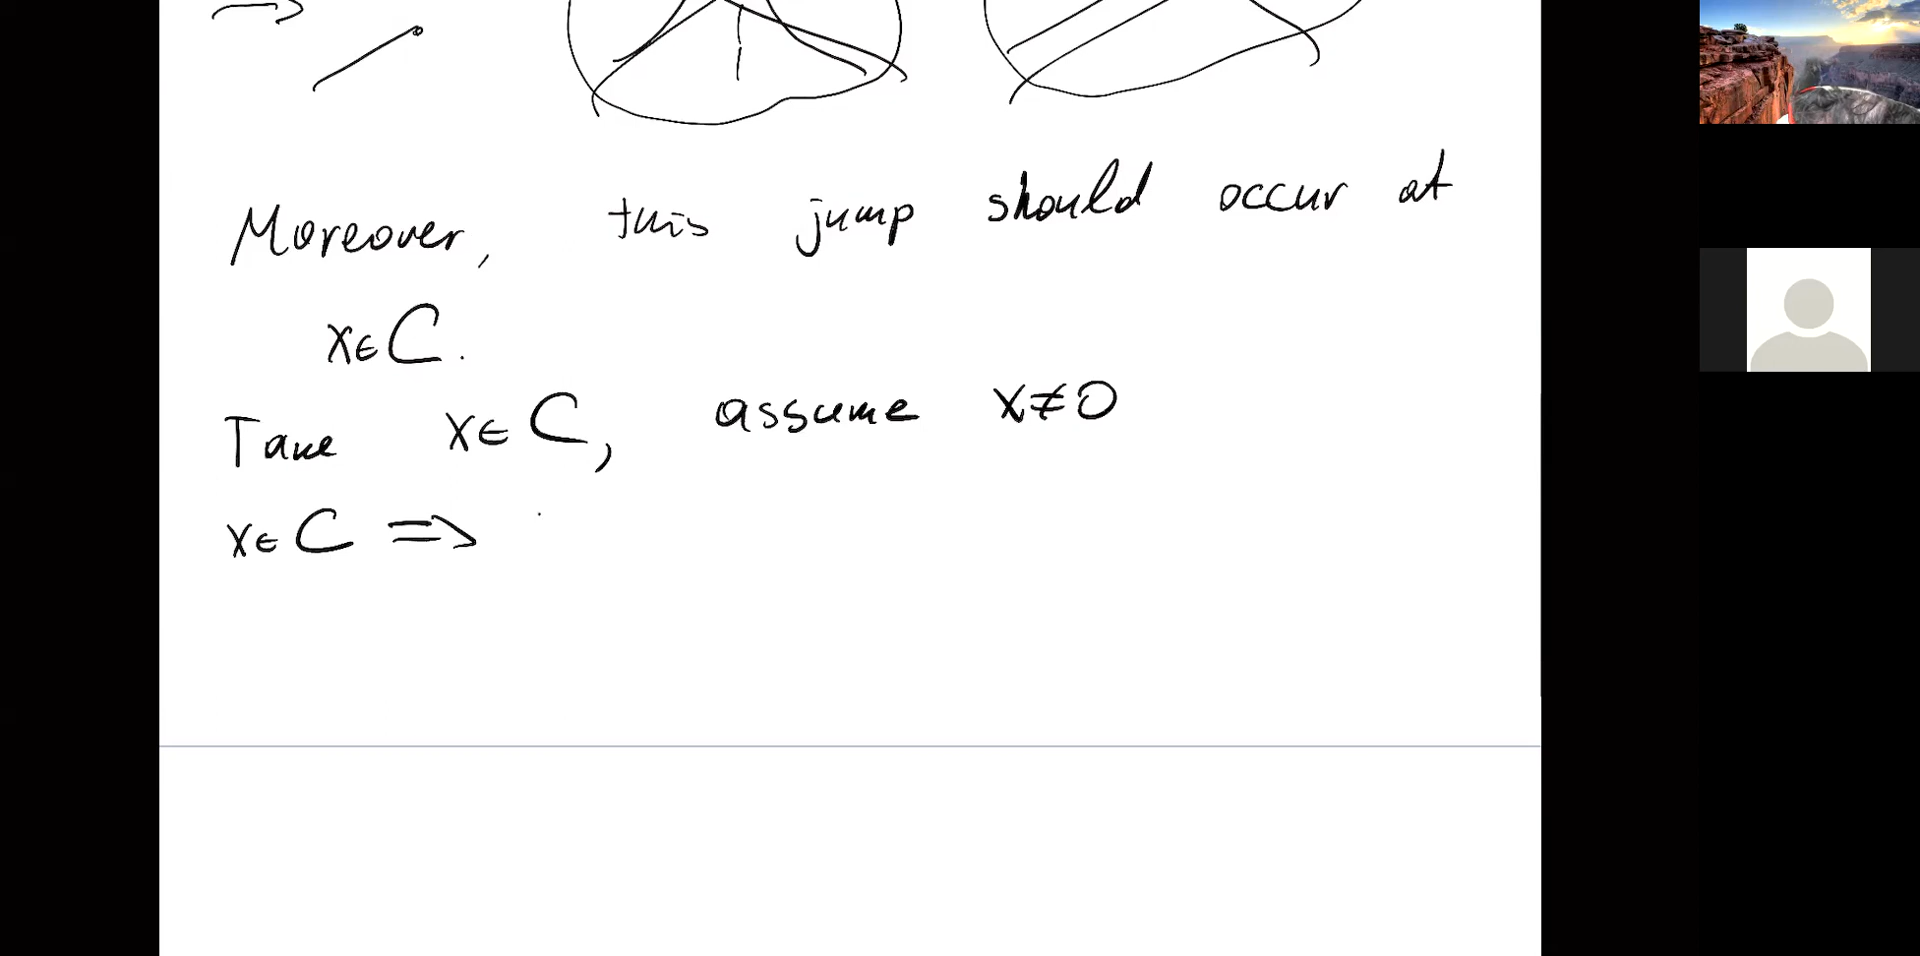 Moreover, this jump should occur at
x∈C.
Take x∈C, assume x≠0
x∈C ⇒